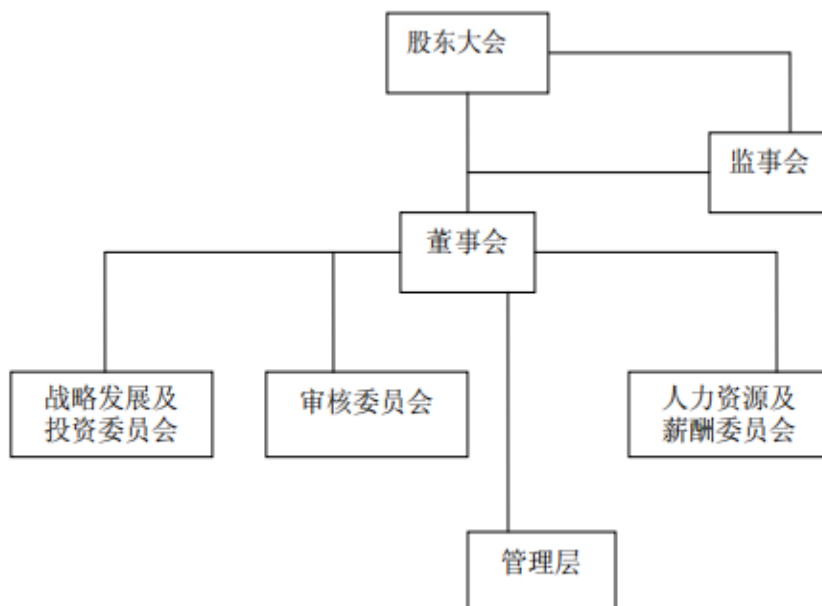 股东大会
监事会
董事会
战略发展及
投资委员会
审核委员会
人力资源及
薪酬委员会
管理层